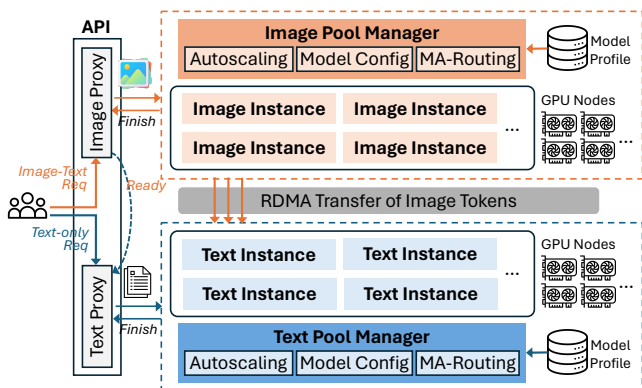 API
Image Proxy
Image-Text
Req
Text-only
Req
Ready
Text Proxy
Finish
Finish
Image Pool Manager
Autoscaling
Model Config
MA-Routing
Model
Profile
Image Instance
Image Instance
Image Instance
Image Instance
...
GPU Nodes
...
RDMA Transfer of Image Tokens
Text Instance
Text Instance
Text Instance
Text Instance
...
GPU Nodes
...
Text Pool Manager
Autoscaling
Model Config
MA-Routing
Model
Profile